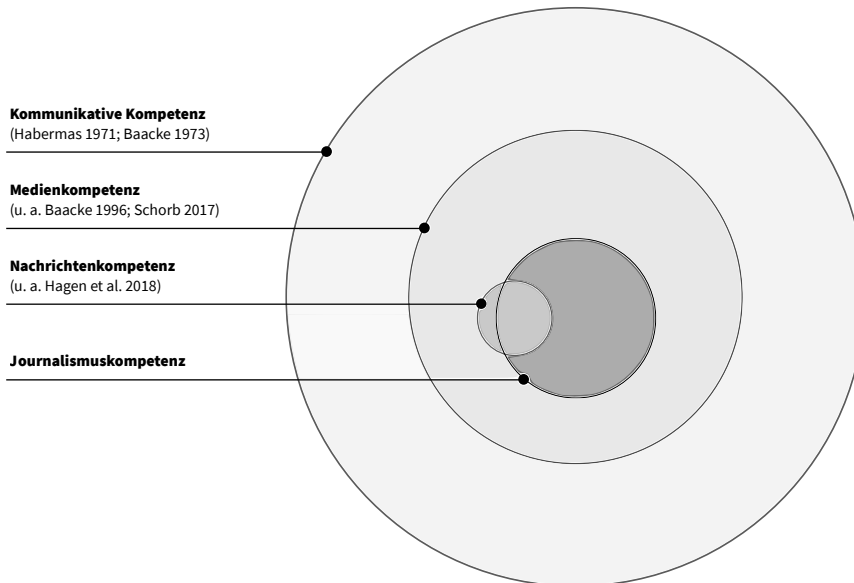 Kommunikative Kompetenz
(Habermas 1971; Baacke 1973)
Medienkompetenz
(u. a. Baacke 1996; Schorb 2017)
Nachrichtenkompetenz
(u. a. Hagen et al. 2018)
Journalismuskompetenz